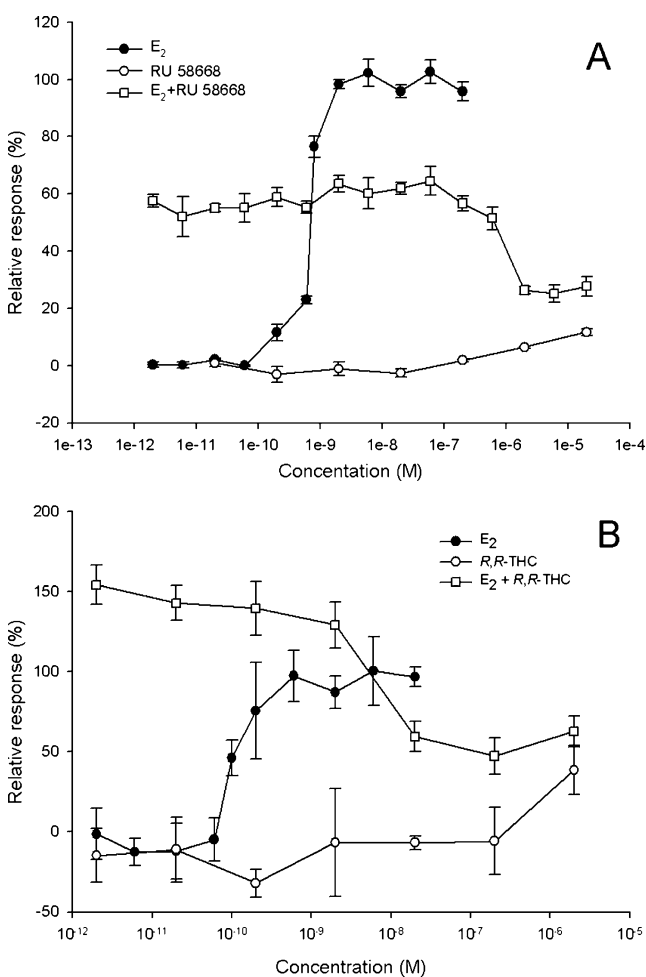 120
100
80
60
40
20
0
-20
Relative response (%)
E2
RU 58668
E2+RU 58668
A
1e-13 1e-12 1e-11 1e-10 1e-9 1e-8 1e-7 1e-6 1e-5 1e-4
Concentation (M)
200
150
100
50
0
-50
Relative response (%)
E2
R,R-THC
E2 + R,R-THC
B
10-12 10-11 10-10 10-9 10-8 10-7 10-6 10-5
Concentration (M)